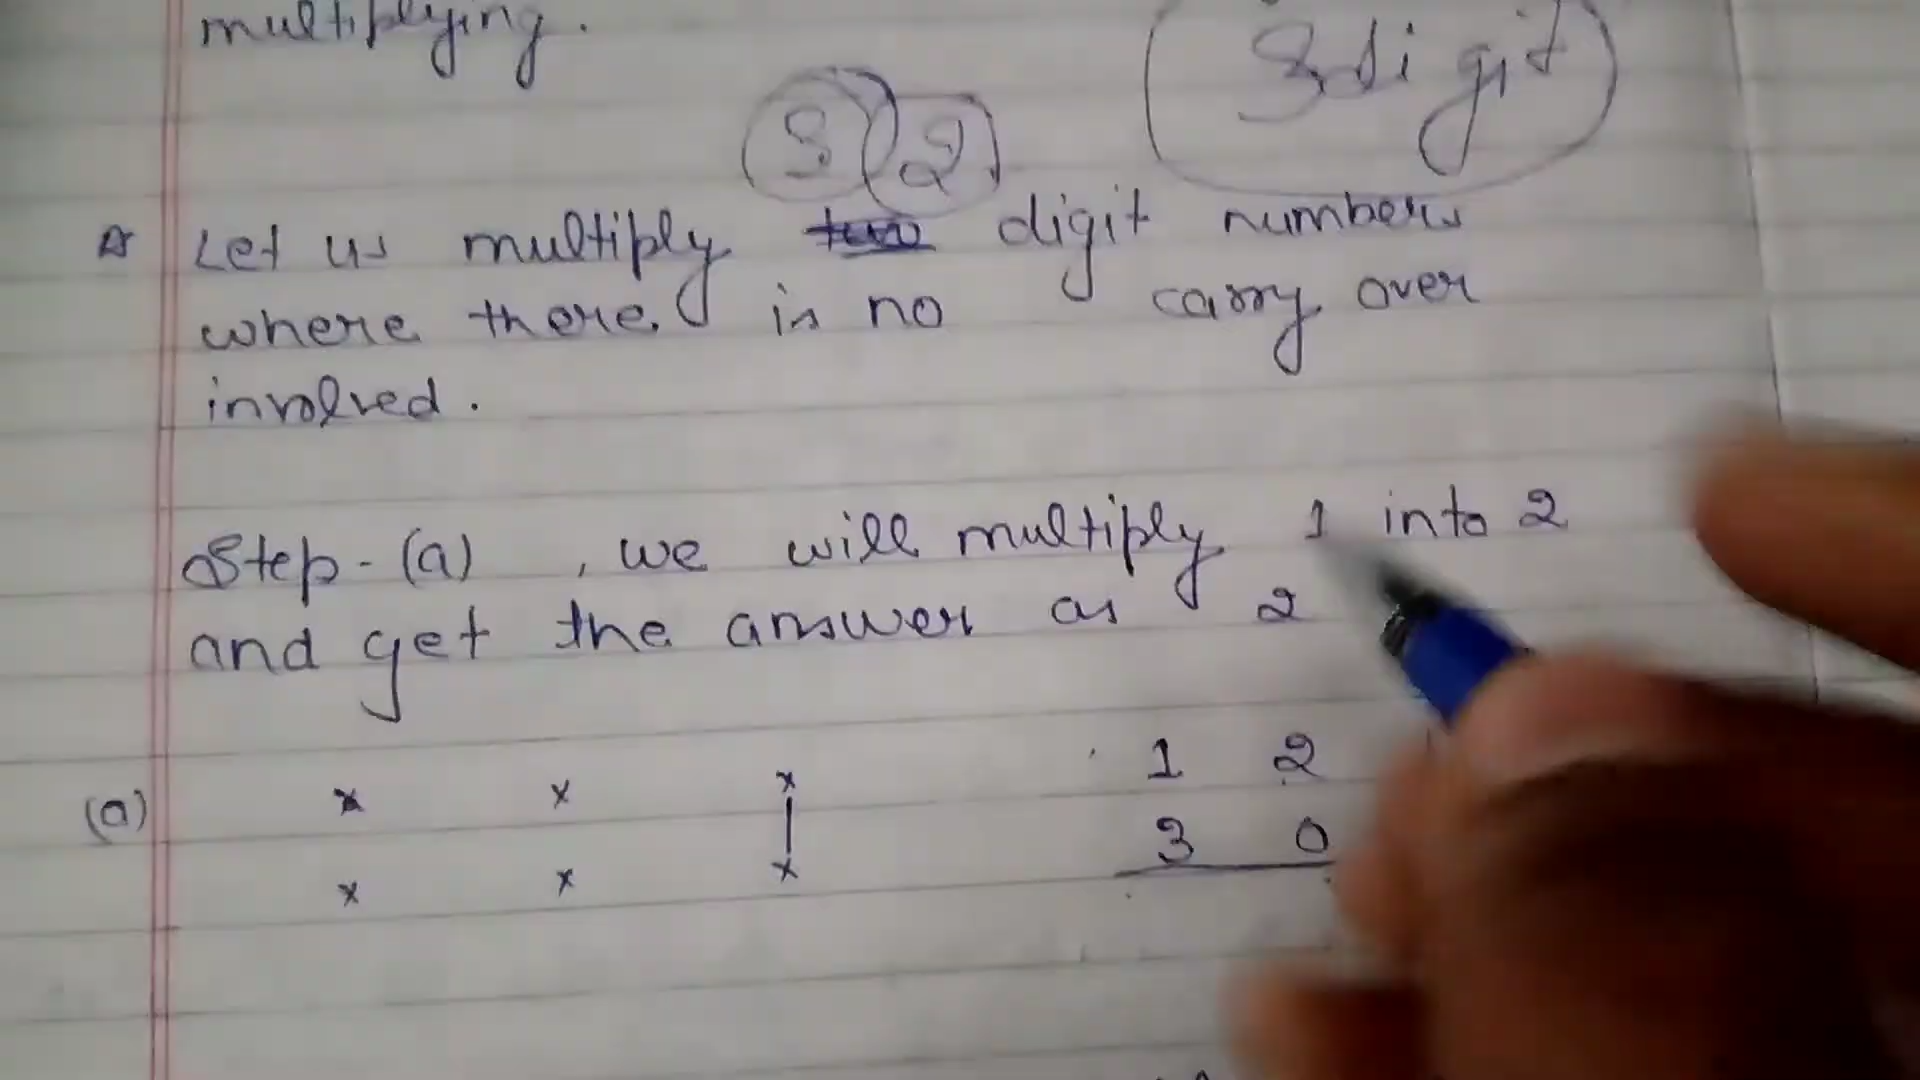 multiplying.
3 digit
3 2
Let us multiply digit numbers
where there is no carry over
involved.
Step-(a), we will multiply 1 into 2
and get the answer as 2
1 2
(a) x x x
3 0
x x x